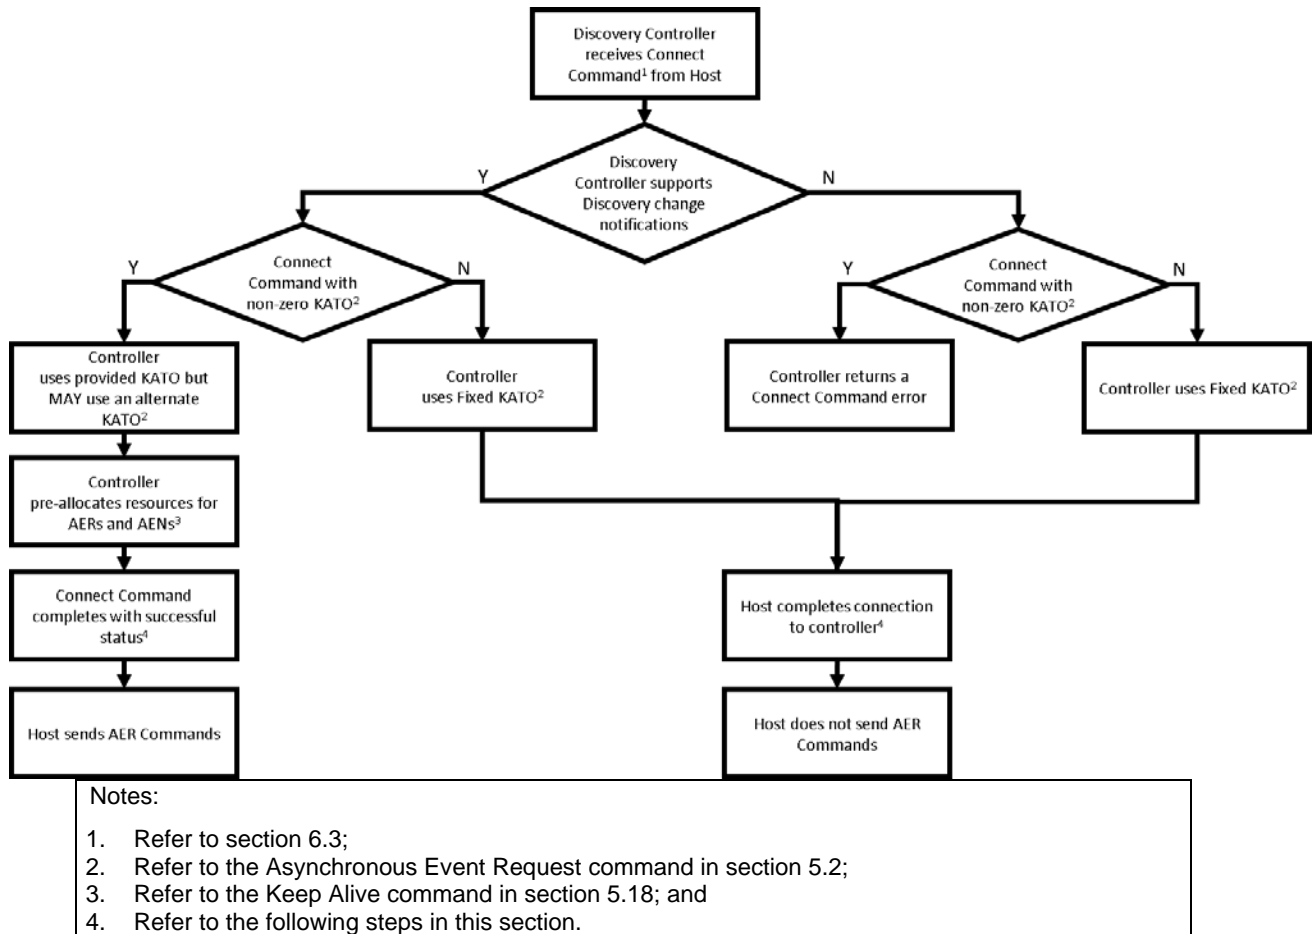 Discovery Controller
receives Connect
Command¹ from Host
Discovery
Controller supports
Discovery change
notifications
Y
N
Connect
Command with
non-zero KATO²
Y
N
Connect
Command with
non-zero KATO²
Y
N
Controller
uses provided KATO but
MAY use an alternate
KATO²
Controller
uses Fixed KATO²
Controller returns a
Connect Command error
Controller uses Fixed KATO²
Controller
pre-allocates resources for
AERs and AENs³
Connect Command
completes with successful
status⁴
Host completes connection
to controller⁴
Host sends AER Commands
Host does not send AER
Commands
Notes:
1. Refer to section 6.3;
2. Refer to the Asynchronous Event Request command in section 5.2;
3. Refer to the Keep Alive command in section 5.18; and
4. Refer to the following steps in this section.